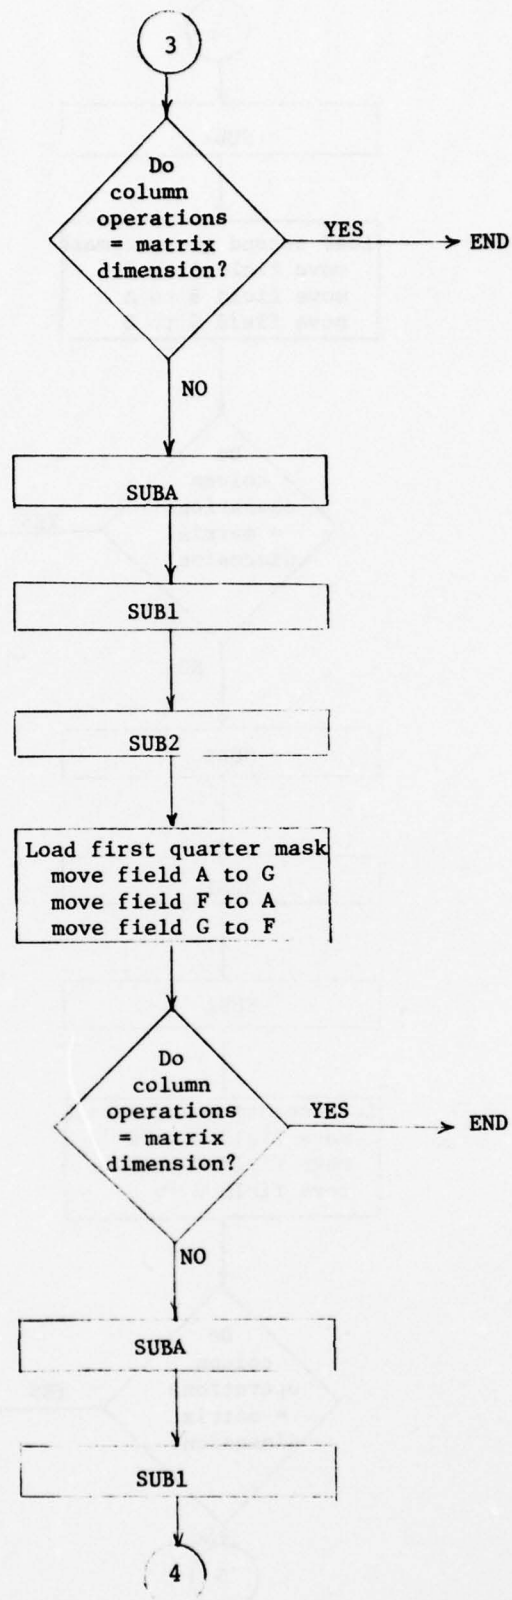 3
Do
column
operations
= matrix
dimension?
YES
END
NO
SUBA
SUB1
SUB2
Load first quarter mask
move field A to G
move field F to A
move field G to F
Do
column
operations
= matrix
dimension?
YES
END
NO
SUBA
SUB1
4